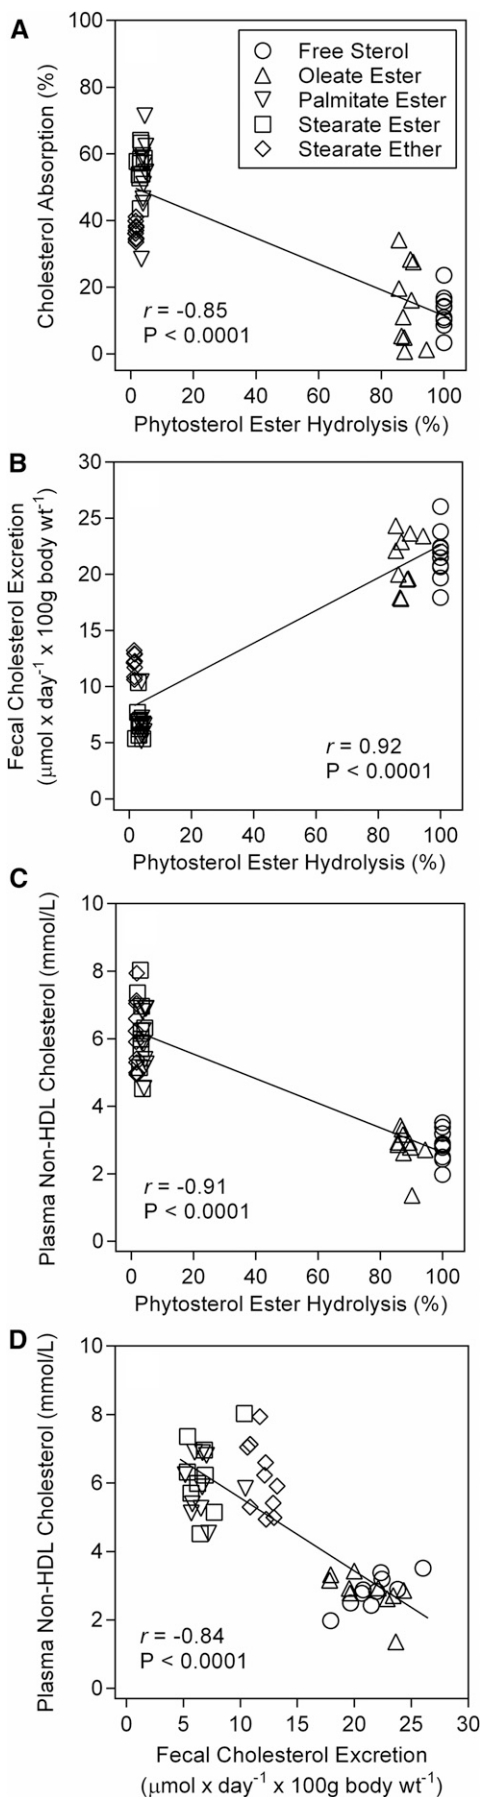 A
100
80
60
40
20
0
Cholesterol Absorption (%)
Free Sterol
Oleate Ester
Palmitate Ester
Stearate Ester
Stearate Ether
r = -0.85
P < 0.0001
0 20 40 60 80 100
Phytosterol Ester Hydrolysis (%)
B
30
25
20
15
10
5
0
Fecal Cholesterol Excretion
(μmol x day⁻¹ x 100g body wt⁻¹)
r = 0.92
P < 0.0001
0 20 40 60 80 100
Phytosterol Ester Hydrolysis (%)
C
10
8
6
4
2
0
Plasma Non-HDL Cholesterol (mmol/L)
r = -0.91
P < 0.0001
0 20 40 60 80 100
Phytosterol Ester Hydrolysis (%)
D
10
8
6
4
2
0
Plasma Non-HDL Cholesterol (mmol/L)
r = -0.84
P < 0.0001
0 5 10 15 20 25 30
Fecal Cholesterol Excretion
(μmol x day⁻¹ x 100g body wt⁻¹)